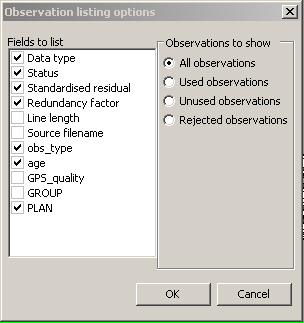 Observation listing options
Fields to list
Data type
Status
Standardised residual
Redundancy factor
Line length
Source filename
obs_type
age
GPS_quality
GROUP
PLAN
Observations to show
All observations
Used observations
Unused observations
Rejected observations
OK
Cancel